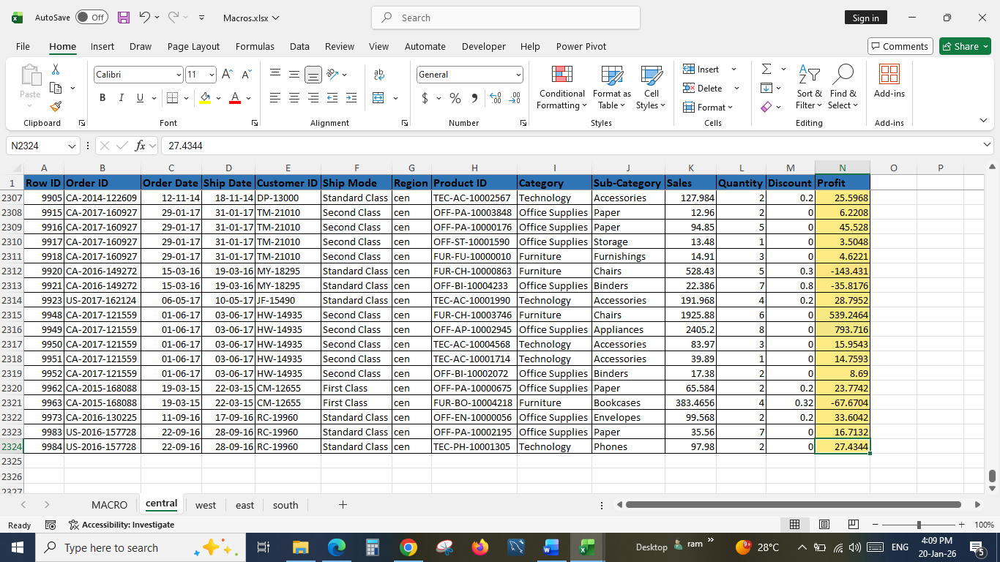 AutoSave Off Macros.xlsx Search Sign in
File Home Insert Draw Page Layout Formulas Data Review View Automate Developer Help Power Pivot Comments Share
Paste Calibri 11 A A ab General Conditional Formatting Format as Table Cell Styles Insert Delete Format Sort & Filter Find & Select Add-ins
B I U A $ % 9
Clipboard Font Alignment Number Styles Cells Editing Add-ins
N2324 fx 27.4344
A B C D E F G H I J K L M N O P
1 Row ID Order ID Order Date Ship Date Customer ID Ship Mode Region Product ID Category Sub-Category Sales Quantity Discount Profit
2307 9905 CA-2014-122609 12-11-14 18-11-14 DP-13000 Standard Class cen TEC-AC-10002567 Technology Accessories 127.984 2 0.2 25.5968
2308 9915 CA-2017-160927 29-01-17 31-01-17 TM-21010 Second Class cen OFF-PA-10003848 Office Supplies Paper 12.96 2 0 6.2208
2309 9916 CA-2017-160927 29-01-17 31-01-17 TM-21010 Second Class cen OFF-PA-10000176 Office Supplies Paper 94.85 5 0 45.528
2310 9917 CA-2017-160927 29-01-17 31-01-17 TM-21010 Second Class cen OFF-ST-10001590 Office Supplies Storage 13.48 1 0 3.5048
2311 9918 CA-2017-160927 29-01-17 31-01-17 TM-21010 Second Class cen FUR-FU-10000010 Furniture Furnishings 14.91 3 0 4.6221
2312 9920 CA-2016-149272 15-03-16 19-03-16 MY-18295 Standard Class cen FUR-CH-10000863 Furniture Chairs 528.43 5 0.3 -143.431
2313 9921 CA-2016-149272 15-03-16 19-03-16 MY-18295 Standard Class cen OFF-BI-10004233 Office Supplies Binders 22.386 7 0.8 -35.8176
2314 9923 US-2017-162124 06-05-17 10-05-17 JF-15490 Standard Class cen TEC-AC-10001990 Technology Accessories 191.968 4 0.2 28.7952
2315 9948 CA-2017-121559 01-06-17 03-06-17 HW-14935 Second Class cen FUR-CH-10003746 Furniture Chairs 1925.88 6 0 539.2464
2316 9949 CA-2017-121559 01-06-17 03-06-17 HW-14935 Second Class cen OFF-AP-10002945 Office Supplies Appliances 2405.2 8 0 793.716
2317 9950 CA-2017-121559 01-06-17 03-06-17 HW-14935 Second Class cen TEC-AC-10004568 Technology Accessories 83.97 3 0 15.9543
2318 9951 CA-2017-121559 01-06-17 03-06-17 HW-14935 Second Class cen TEC-AC-10001714 Technology Accessories 39.89 1 0 14.7593
2319 9952 CA-2017-121559 01-06-17 03-06-17 HW-14935 Second Class cen OFF-BI-10002072 Office Supplies Binders 17.38 2 0 8.69
2320 9962 CA-2015-168088 19-03-15 22-03-15 CM-12655 First Class cen OFF-PA-10000675 Office Supplies Paper 65.584 2 0.2 23.7742
2321 9963 CA-2015-168088 19-03-15 22-03-15 CM-12655 First Class cen FUR-BO-10004218 Furniture Bookcases 383.4656 4 0.32 -67.6704
2322 9973 CA-2016-130225 11-09-16 17-09-16 RC-19960 Standard Class cen OFF-EN-10000056 Office Supplies Envelopes 99.568 2 0.2 33.6042
2323 9983 US-2016-157728 22-09-16 28-09-16 RC-19960 Standard Class cen OFF-PA-10002195 Office Supplies Paper 35.56 7 0 16.7132
2324 9984 US-2016-157728 22-09-16 28-09-16 RC-19960 Standard Class cen TEC-PH-10001305 Technology Phones 97.98 2 0 27.4344
2325
2326
2327
MACRO central west east south
Ready Accessibility: Investigate 100%
Type here to search Desktop ram 9+ 28°C ENG 4:09 PM
20-Jan-26 5